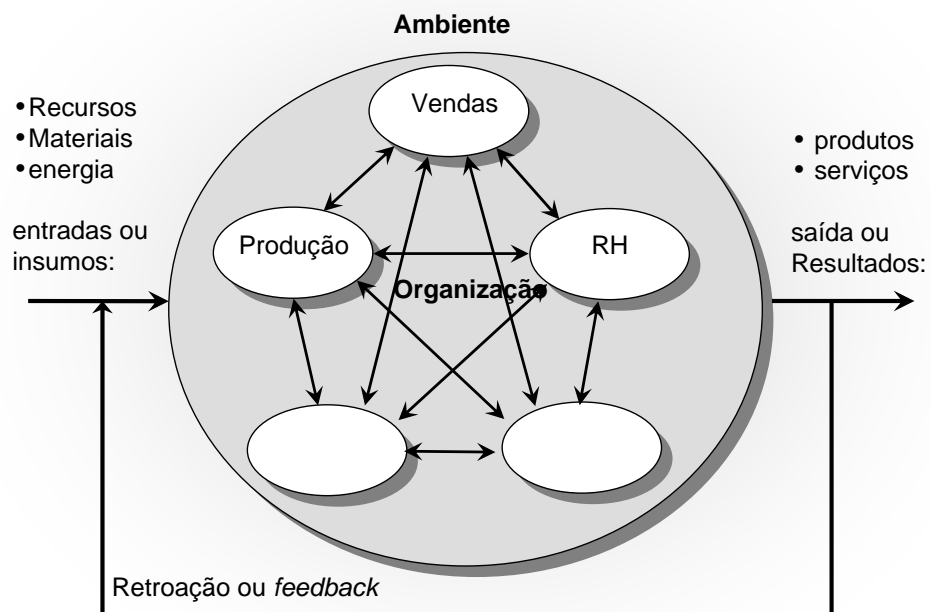 Ambiente
• Recursos
• Materiais
• energia
entradas ou
insumos:
Vendas
Produção
RH
Organização
• produtos
• serviços
saída ou
Resultados:
Retroação ou feedback